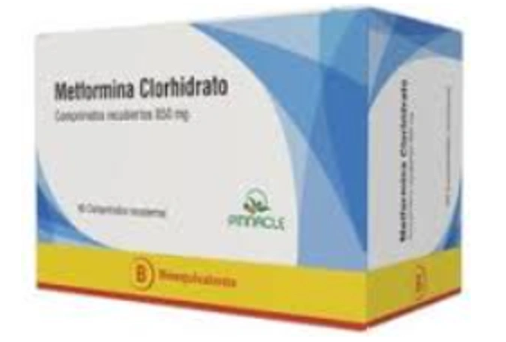 Metformina Clorhidrato
Comprimidos recubiertos 850 mg.
Comprimidos recubiertos
PINNACLE
B Bioequivalente
Metformina Clorhidrato
B